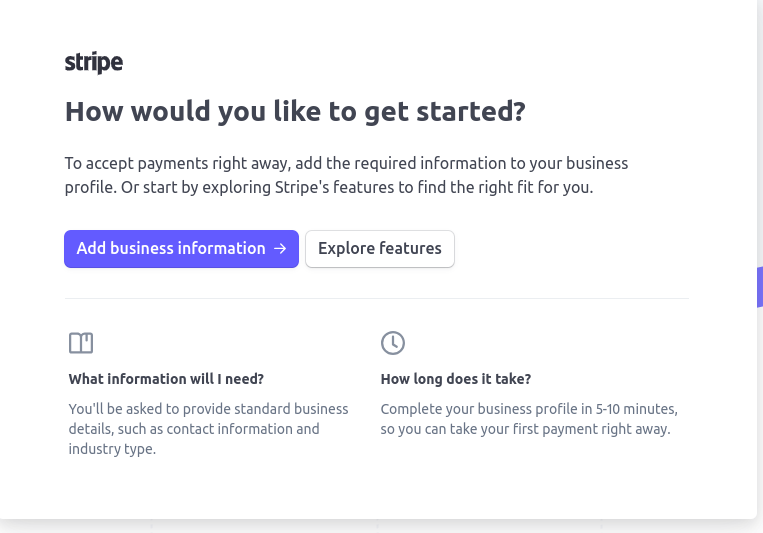 stripe
How would you like to get started?
To accept payments right away, add the required information to your business
profile. Or start by exploring Stripe's features to find the right fit for you.
Add business information →
Explore features
What information will I need?
You'll be asked to provide standard business
details, such as contact information and
industry type.
How long does it take?
Complete your business profile in 5-10 minutes,
so you can take your first payment right away.